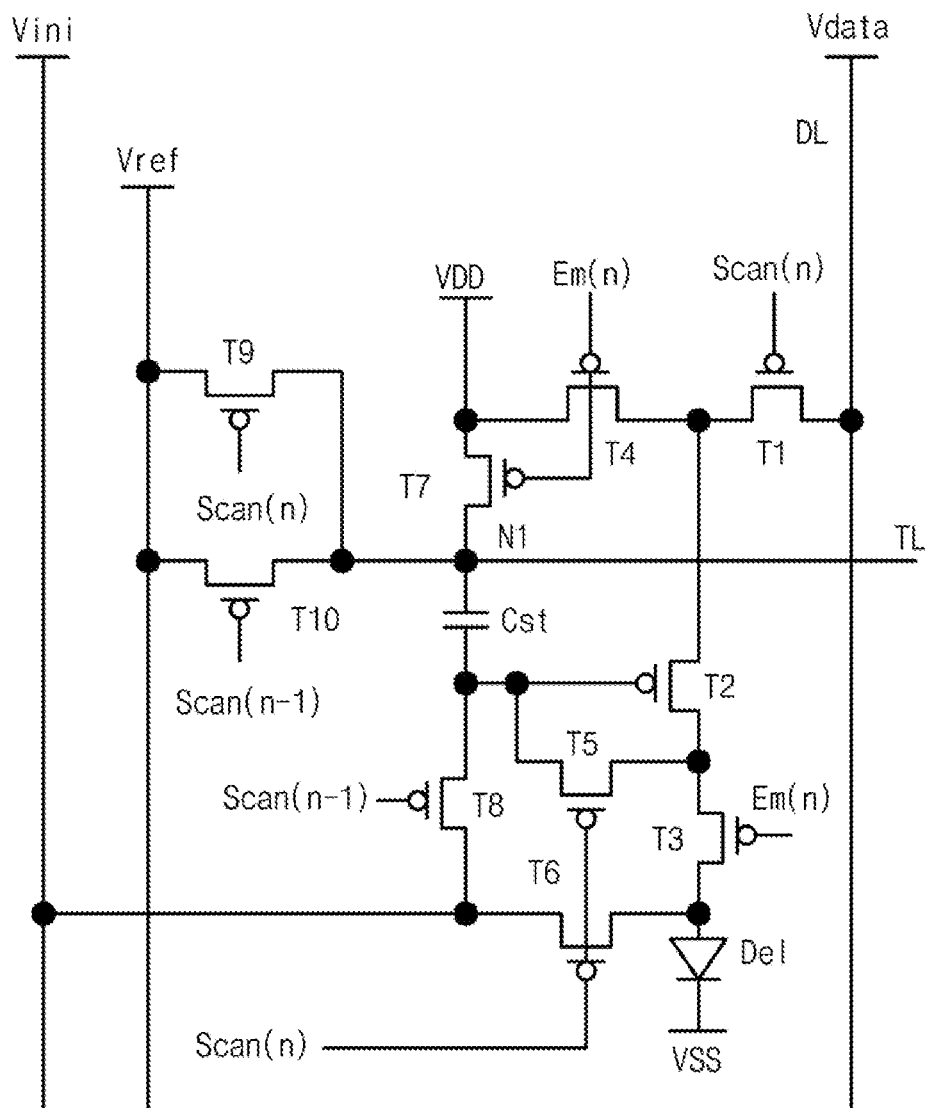 Vini
Vdata
DL
Vref
VDD
Em(n)
Scan(n)
T9
T4
T1
T7
Scan(n)
N1
TL
T10
Cst
Scan(n-1)
T2
T5
Scan(n-1)
T8
T3
Em(n)
T6
Del
Scan(n)
VSS